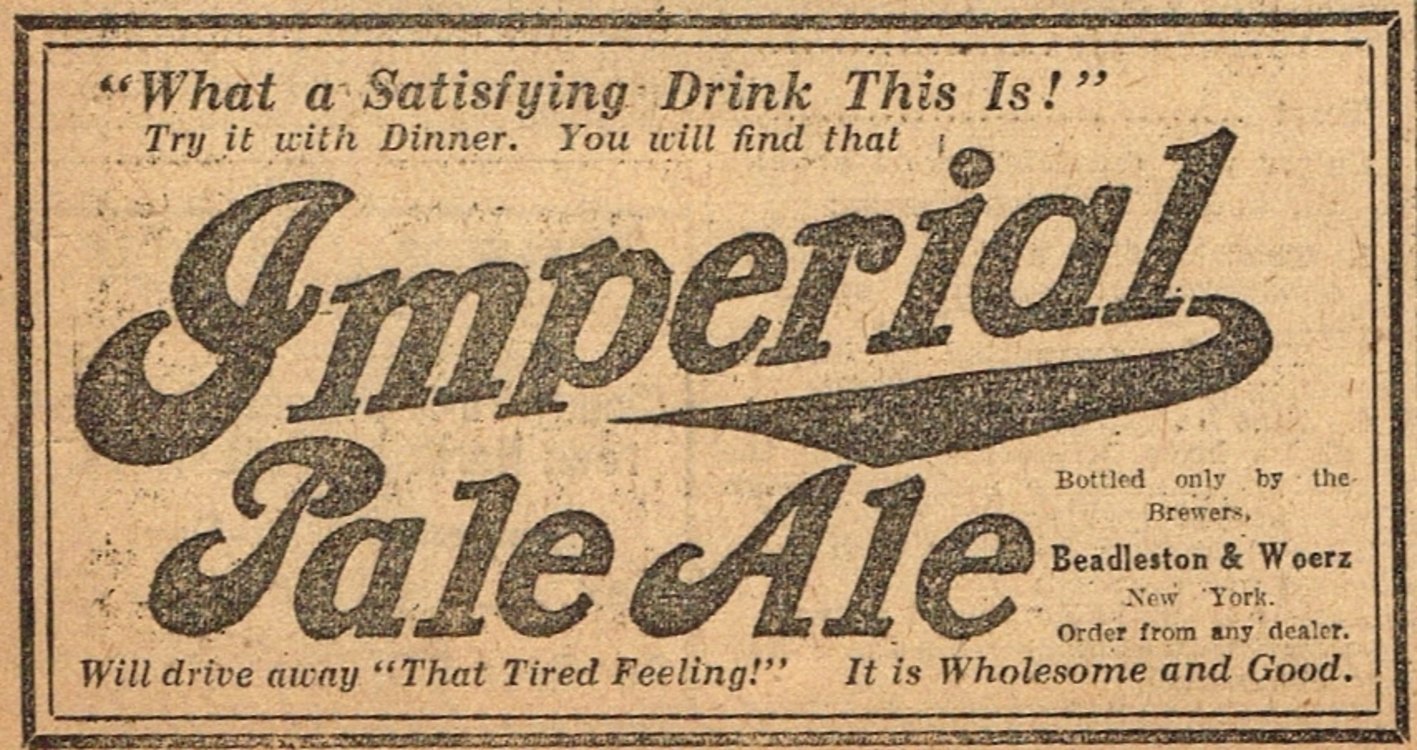 “What a Satisfying Drink This Is!”
Try it with Dinner. You will find that
Imperial
Pale Ale
Bottled only by the
Brewers,
Beadleston & Woerz
New York.
Order from any dealer.
Will drive away “That Tired Feeling!” It is Wholesome and Good.